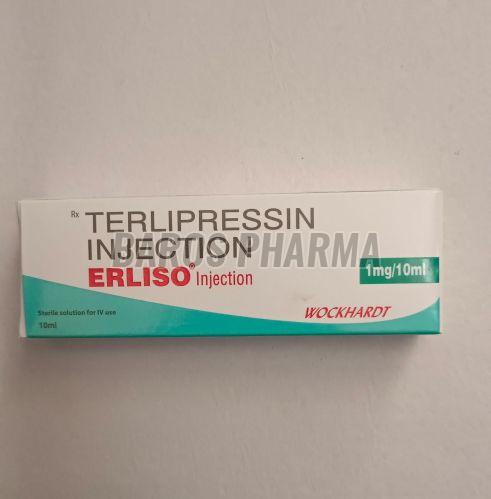 Rx TERLIPRESSIN
INJECTION
BAROS PHARMA
ERLISO® Injection
1mg/10ml
Sterile solution for IV use
10ml
WOCKHARDT